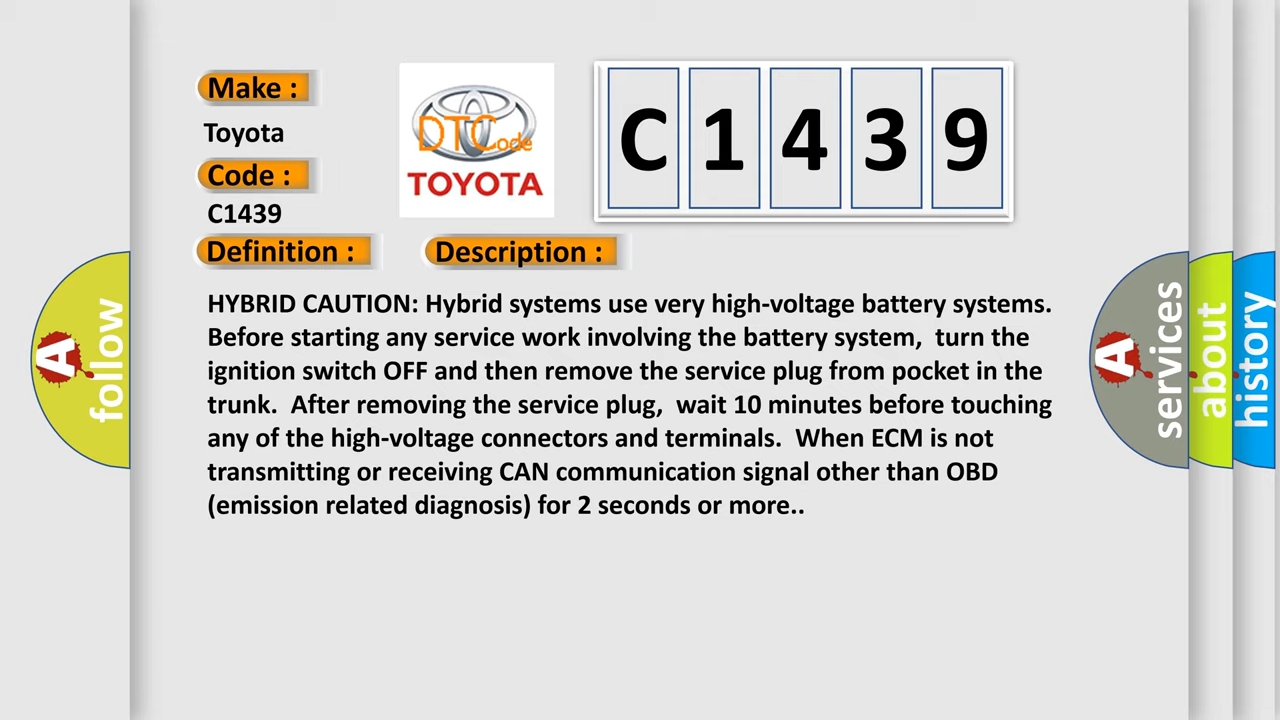 Make :
Toyota
Code :
C1439
Definition :
Description :
DTCode
TOYOTA
C1439
HYBRID CAUTION: Hybrid systems use very high-voltage battery systems.
Before starting any service work involving the battery system,  turn the
ignition switch OFF and then remove the service plug from pocket in the
trunk.  After removing the service plug,  wait 10 minutes before touching
any of the high-voltage connectors and terminals.  When ECM is not
transmitting or receiving CAN communication signal other than OBD
(emission related diagnosis) for 2 seconds or more..
A follow
A services
about
history